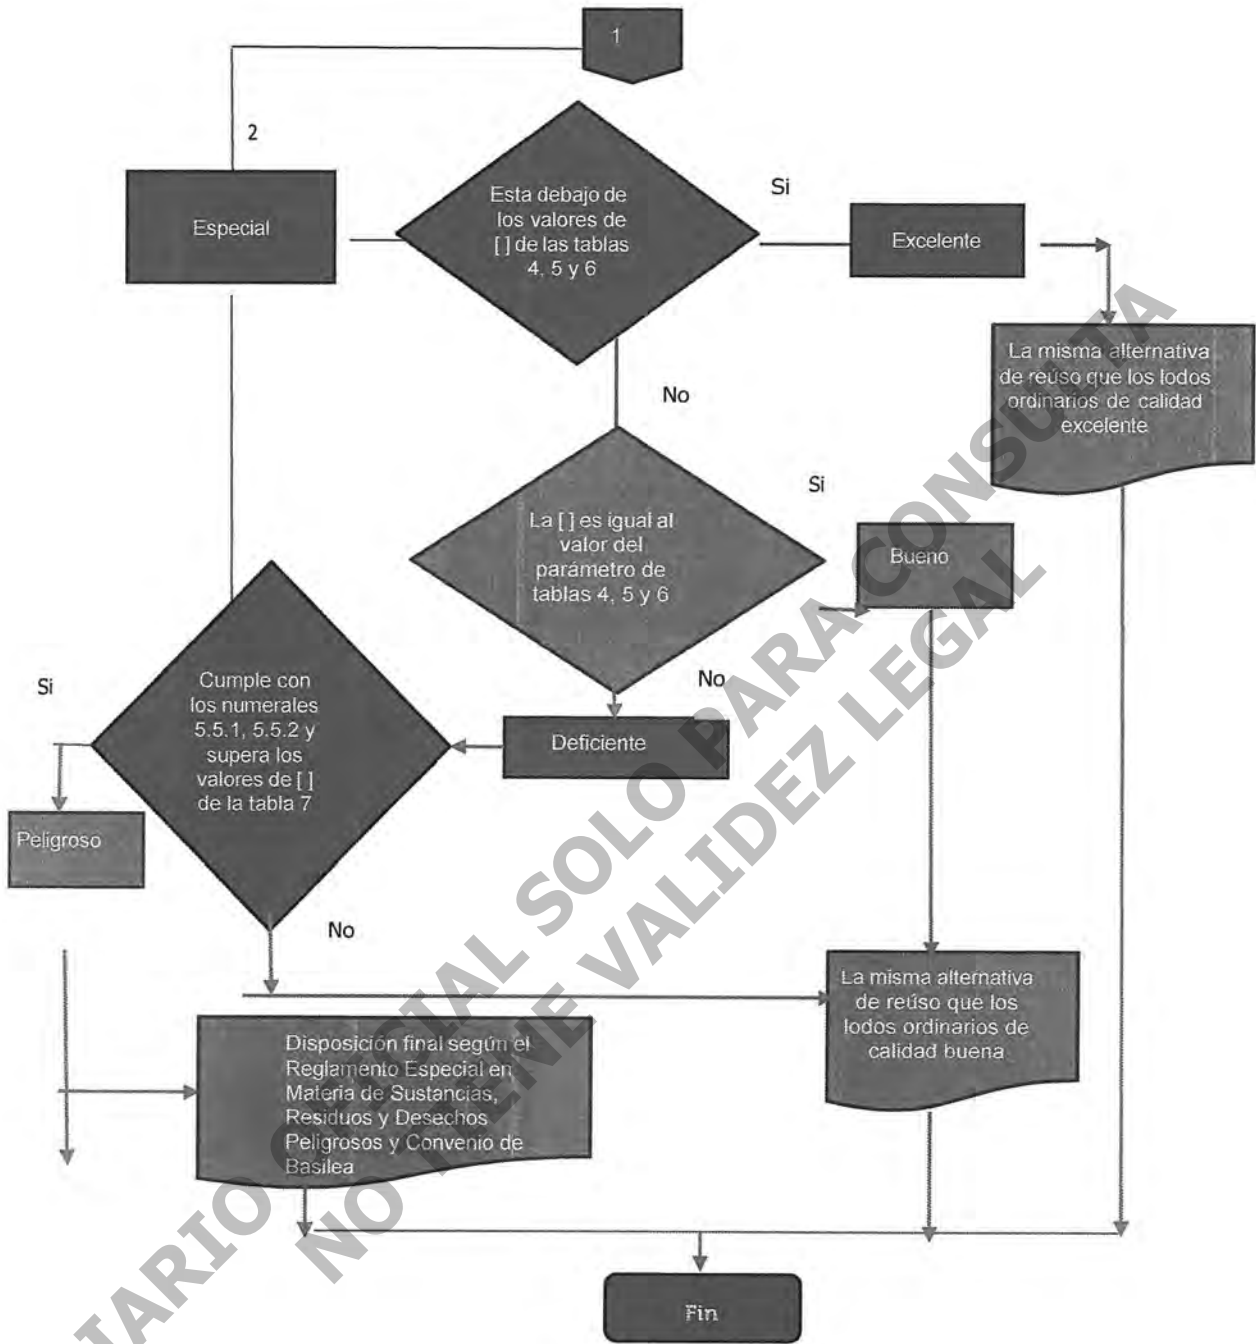 1
2
Especial
Esta debajo de
los valores de
[ ] de las tablas
4, 5 y 6
Si
Excelente
La misma alternativa
de reúso que los lodos
ordinarios de calidad
excelente
No
La [ ] es igual al
valor del
parámetro de
tablas 4, 5 y 6
Si
Bueno
No
Deficiente
Cumple con
los numerales
5.5.1, 5.5.2 y
supera los
valores de [ ]
de la tabla 7
Si
Peligroso
No
La misma alternativa
de reúso que los
lodos ordinarios de
calidad buena
Disposición final según el
Reglamento Especial en
Materia de Sustancias,
Residuos y Desechos
Peligrosos y Convenio de
Basilea
Fin
DIARIO OFICIAL SOLO PARA CONSULTA
NO TIENE VALIDEZ LEGAL